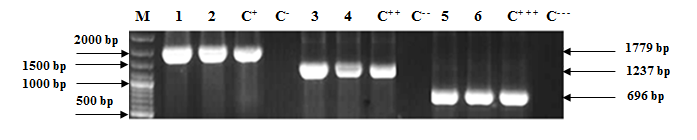 M 1 2 C+ C- 3 4 C++ C-- 5 6 C+++ C---
2000 bp
1500 bp
1000 bp
500 bp
1779 bp
1237 bp
696 bp